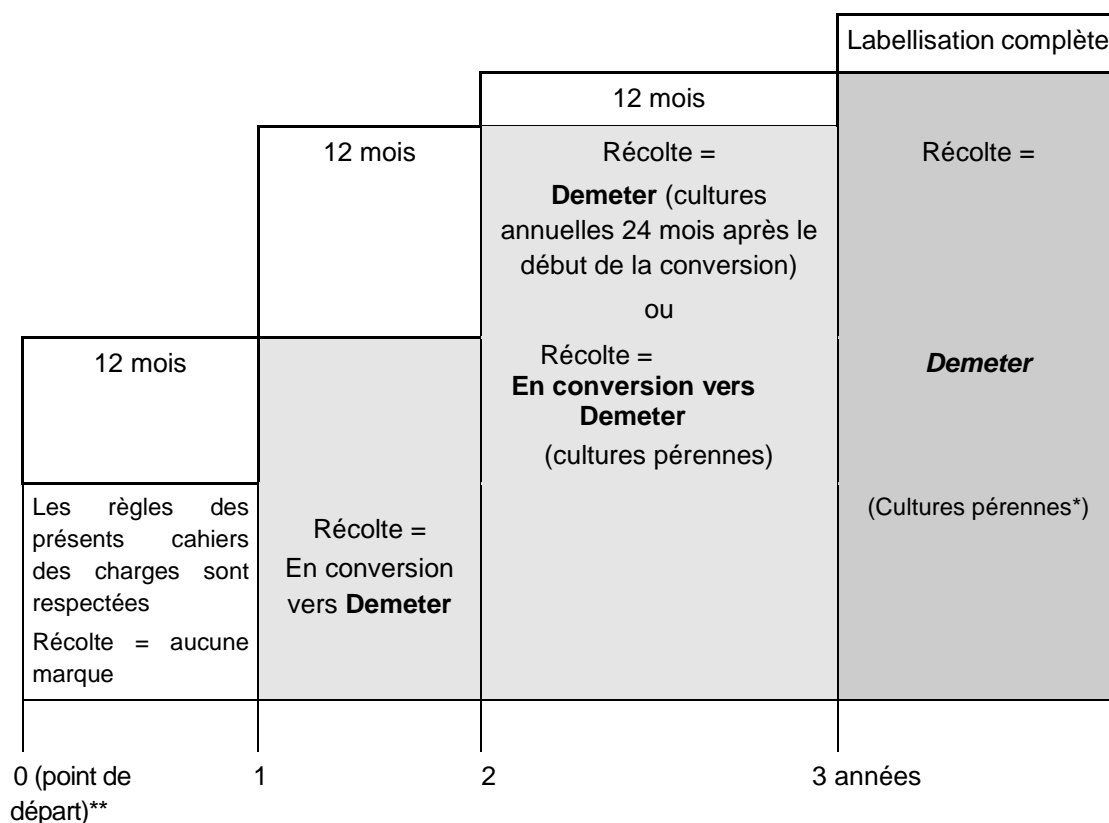 Labellisation complète
12 mois
12 mois
Récolte =
Demeter (cultures
annuelles 24 mois après le
début de la conversion)
ou
Récolte =
En conversion vers
Demeter
(cultures pérennes)
Récolte =
Demeter
(Cultures pérennes*)
12 mois
Les règles des
présents cahiers
des charges sont
respectées
Récolte = aucune
marque
Récolte =
En conversion
vers Demeter
0 (point de
départ)**
1
2
3 années